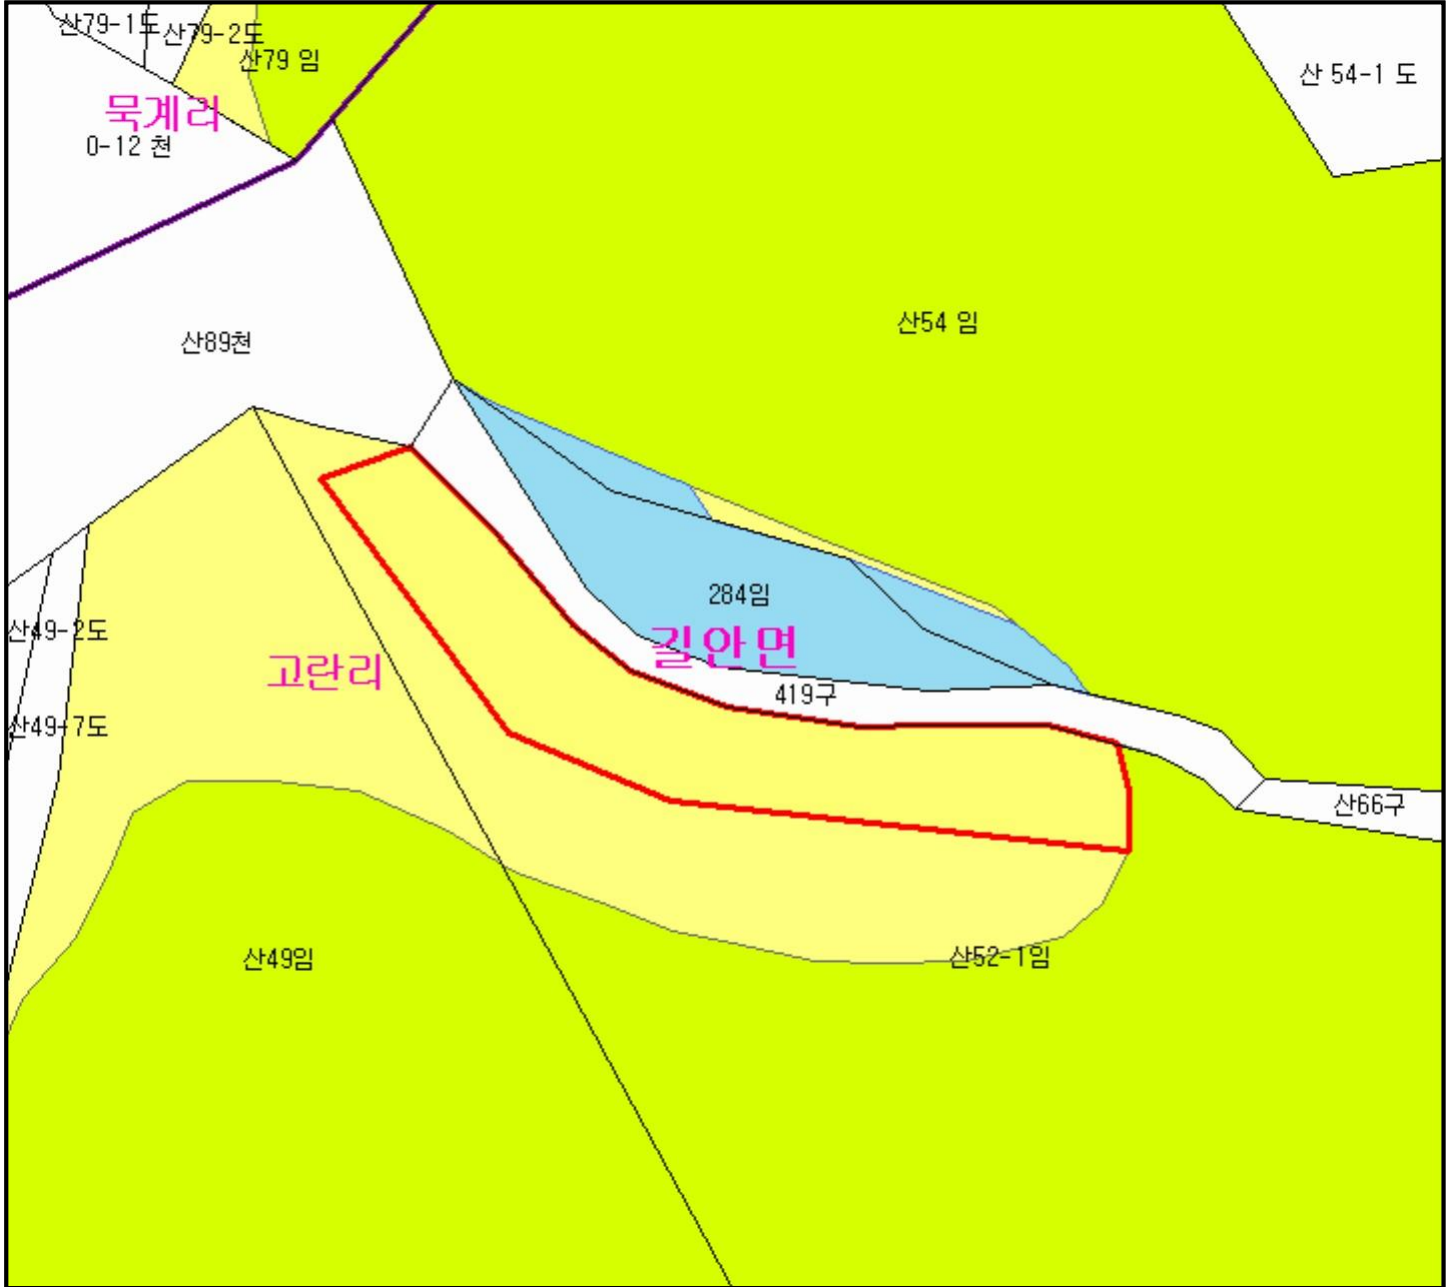 산79-1도
산79-2도
산79 임
산 54-1 도
묵계리
0-12 천
산54 임
산89천
284임
산49-2도
길안면
고란리
419구
산49-7도
산66구
산49임
산52-1임